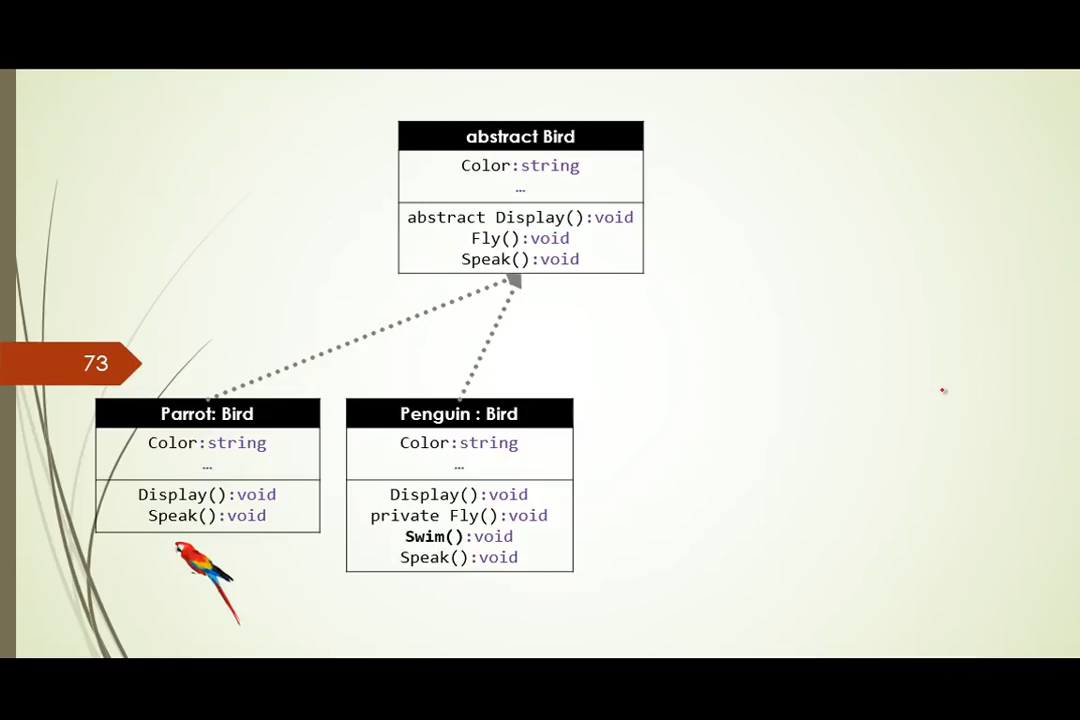 abstract Bird
Color:string
…
abstract Display():void
Fly():void
Speak():void
73
Parrot: Bird
Color:string
…
Display():void
Speak():void
Penguin : Bird
Color:string
…
Display():void
private Fly():void
Swim():void
Speak():void